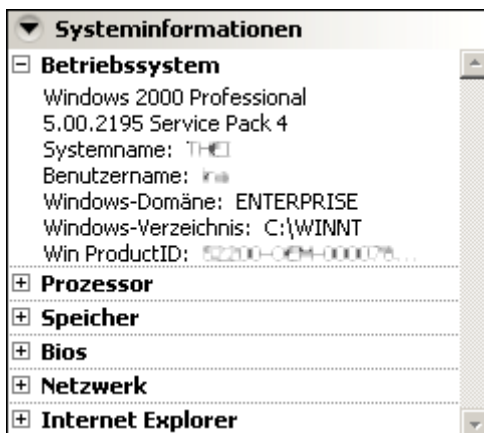 Systeminformationen
Betriebssystem
Windows 2000 Professional
5.00.2195 Service Pack 4
Systemname:
Benutzername:
Windows-Domäne: ENTERPRISE
Windows-Verzeichnis: C:\WINNT
Win ProductID:
Prozessor
Speicher
Bios
Netzwerk
Internet Explorer